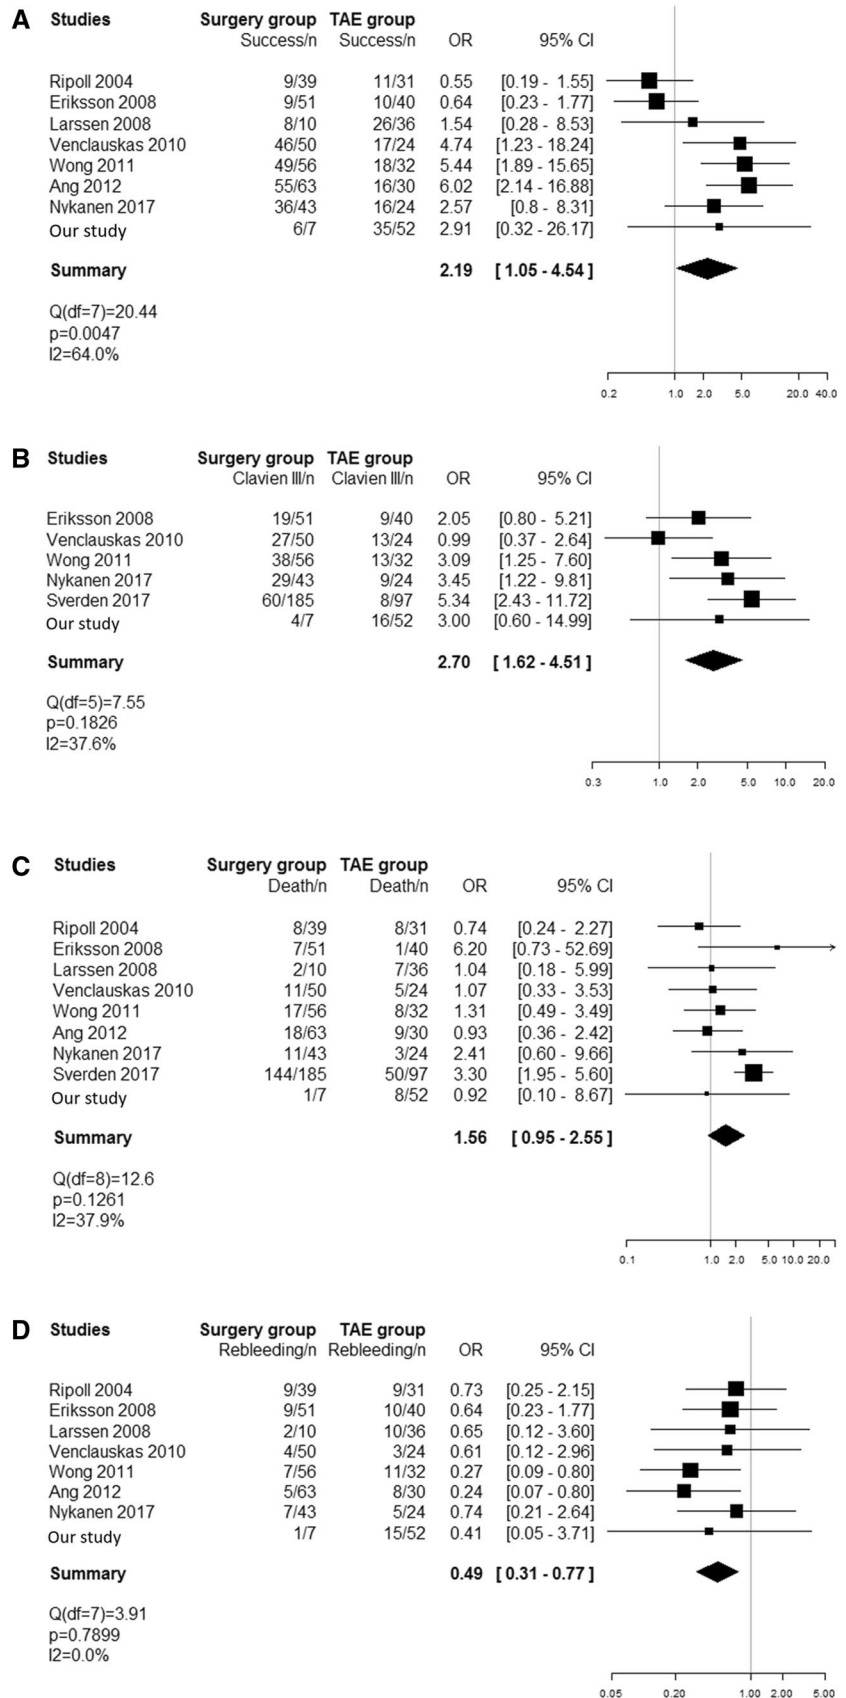 A Studies Surgery group TAE group
Success/n Success/n OR 95% CI
Ripoll 2004 9/39 11/31 0.55 [0.19 - 1.55]
Eriksson 2008 9/51 10/40 0.64 [0.23 - 1.77]
Larssen 2008 8/10 26/36 1.54 [0.28 - 8.53]
Venclauskas 2010 46/50 17/24 4.74 [1.23 - 18.24]
Wong 2011 49/56 18/32 5.44 [1.89 - 15.65]
Ang 2012 55/63 16/30 6.02 [2.14 - 16.88]
Nykanen 2017 36/43 16/24 2.57 [0.8 - 8.31]
Our study 6/7 35/52 2.91 [0.32 - 26.17]
Summary 2.19 [ 1.05 - 4.54 ]
Q(df=7)=20.44
p=0.0047
I2=64.0%
0.2 1.0 2.0 5.0 20.0 40.0
B Studies Surgery group TAE group
Clavien III/n Clavien III/n OR 95% CI
Eriksson 2008 19/51 9/40 2.05 [0.80 - 5.21]
Venclauskas 2010 27/50 13/24 0.99 [0.37 - 2.64]
Wong 2011 38/56 13/32 3.09 [1.25 - 7.60]
Nykanen 2017 29/43 9/24 3.45 [1.22 - 9.81]
Sverden 2017 60/185 8/97 5.34 [2.43 - 11.72]
Our study 4/7 16/52 3.00 [0.60 - 14.99]
Summary 2.70 [ 1.62 - 4.51 ]
Q(df=5)=7.55
p=0.1826
I2=37.6%
0.3 1.0 2.0 5.0 10.0 20.0
C Studies Surgery group TAE group
Death/n Death/n OR 95% CI
Ripoll 2004 8/39 8/31 0.74 [0.24 - 2.27]
Eriksson 2008 7/51 1/40 6.20 [0.73 - 52.69]
Larssen 2008 2/10 7/36 1.04 [0.18 - 5.99]
Venclauskas 2010 11/50 5/24 1.07 [0.33 - 3.53]
Wong 2011 17/56 8/32 1.31 [0.49 - 3.49]
Ang 2012 18/63 9/30 0.93 [0.36 - 2.42]
Nykanen 2017 11/43 3/24 2.41 [0.60 - 9.66]
Sverden 2017 144/185 50/97 3.30 [1.95 - 5.60]
Our study 1/7 8/52 0.92 [0.10 - 8.67]
Summary 1.56 [ 0.95 - 2.55 ]
Q(df=8)=12.6
p=0.1261
I2=37.9%
0.1 1.0 2.0 5.0 10.0 20.0
D Studies Surgery group TAE group
Rebleeding/n Rebleeding/n OR 95% CI
Ripoll 2004 9/39 9/31 0.73 [0.25 - 2.15]
Eriksson 2008 9/51 10/40 0.64 [0.23 - 1.77]
Larssen 2008 2/10 10/36 0.65 [0.12 - 3.60]
Venclauskas 2010 4/50 3/24 0.61 [0.12 - 2.96]
Wong 2011 7/56 11/32 0.27 [0.09 - 0.80]
Ang 2012 5/63 8/30 0.24 [0.07 - 0.80]
Nykanen 2017 7/43 5/24 0.74 [0.21 - 2.64]
Our study 1/7 15/52 0.41 [0.05 - 3.71]
Summary 0.49 [ 0.31 - 0.77 ]
Q(df=7)=3.91
p=0.7899
I2=0.0%
0.05 0.20 1.00 2.00 5.00